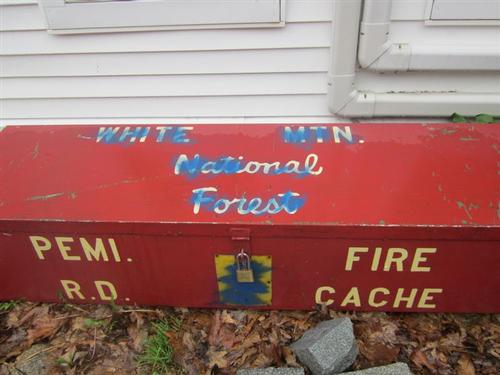 WHITE MTN.
National
Forest
PEMI. FIRE
R.D. CACHE